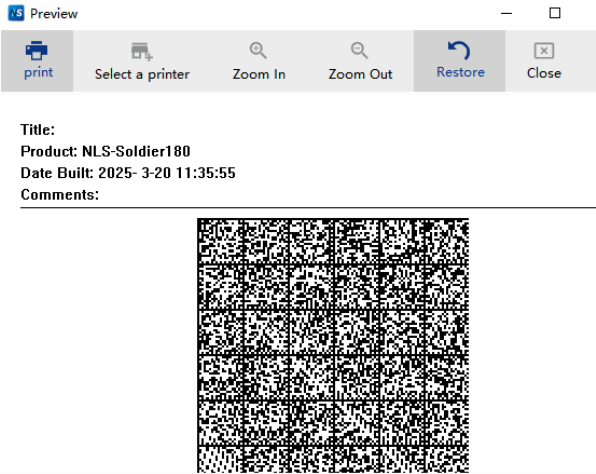 NS Preview
print Select a printer Zoom In Zoom Out Restore Close
Title:
Product: NLS-Soldier180
Date Built: 2025- 3-20 11:35:55
Comments: